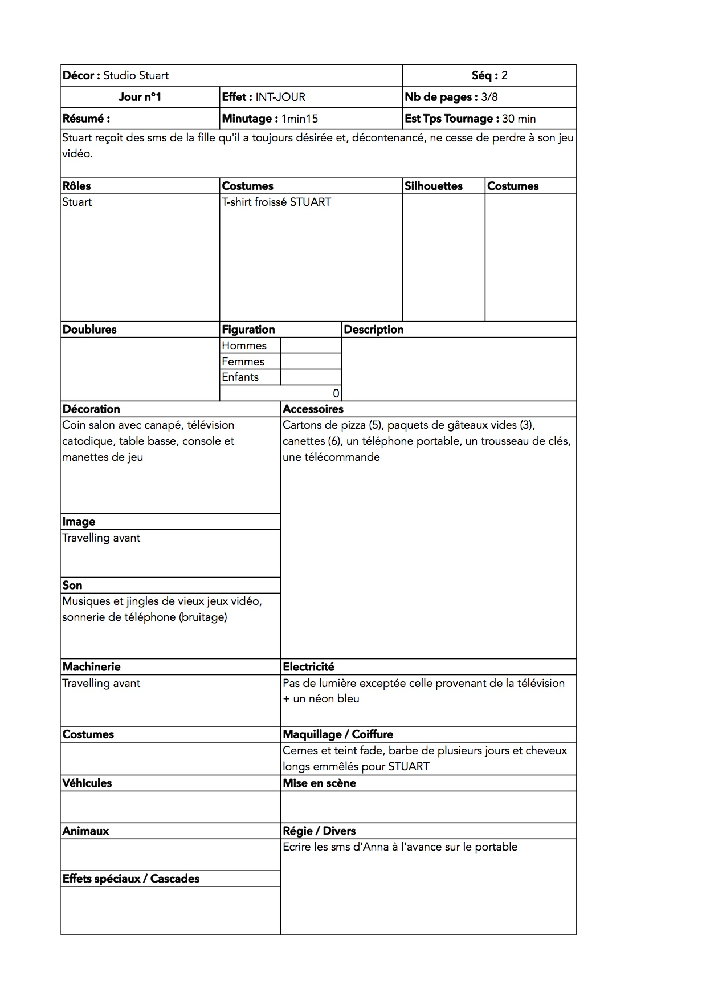 Décor : Studio Stuart
Séq : 2
Jour n°1
Effet : INT-JOUR
Nb de pages : 3/8
Résumé :
Minutage : 1min15
Est Tps Tournage : 30 min
Stuart reçoit des sms de la fille qu'il a toujours désirée et, décontenancé, ne cesse de perdre à son jeu
vidéo.
Rôles
Costumes
Silhouettes
Costumes
Stuart
T-shirt froissé STUART
Doublures
Figuration
Description
Hommes
Femmes
Enfants
0
Décoration
Accessoires
Coin salon avec canapé, télévision
catodique, table basse, console et
manettes de jeu
Cartons de pizza (5), paquets de gâteaux vides (3),
canettes (6), un téléphone portable, un trousseau de clés,
une télécommande
Image
Travelling avant
Son
Musiques et jingles de vieux jeux vidéo,
sonnerie de téléphone (bruitage)
Machinerie
Electricité
Travelling avant
Pas de lumière exceptée celle provenant de la télévision
+ un néon bleu
Costumes
Maquillage / Coiffure
Cernes et teint fade, barbe de plusieurs jours et cheveux
longs emmêlés pour STUART
Véhicules
Mise en scène
Animaux
Régie / Divers
Ecrire les sms d'Anna à l'avance sur le portable
Effets spéciaux / Cascades